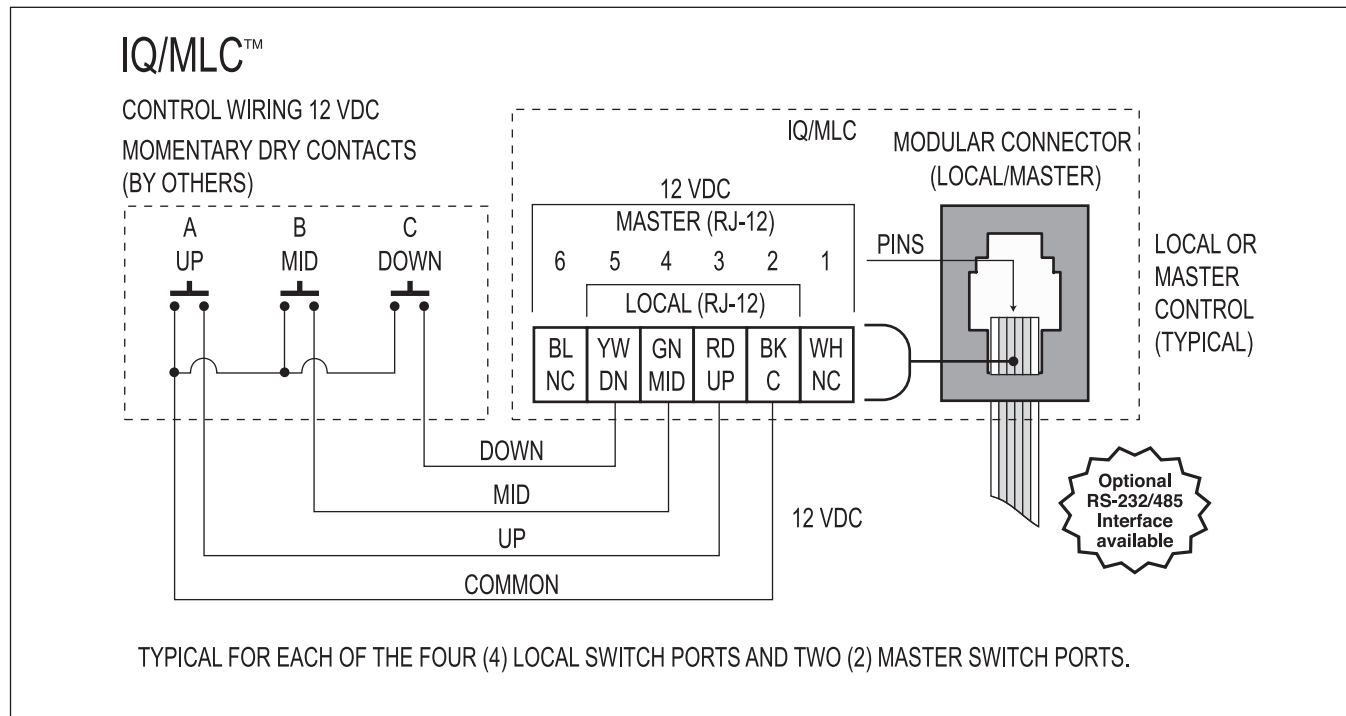 IQ/MLC™
CONTROL WIRING 12 VDC
MOMENTARY DRY CONTACTS
(BY OTHERS)
A
UP
B
MID
C
DOWN
IQ/MLC
12 VDC
MASTER (RJ-12)
6 5 4 3 2 1
LOCAL (RJ-12)
BL YW GN RD BK WH
NC DN MID UP C NC
PINS
MODULAR CONNECTOR
(LOCAL/MASTER)
LOCAL OR
MASTER
CONTROL
(TYPICAL)
DOWN
MID
UP
COMMON
12 VDC
Optional
RS-232/485
Interface
available
TYPICAL FOR EACH OF THE FOUR (4) LOCAL SWITCH PORTS AND TWO (2) MASTER SWITCH PORTS.